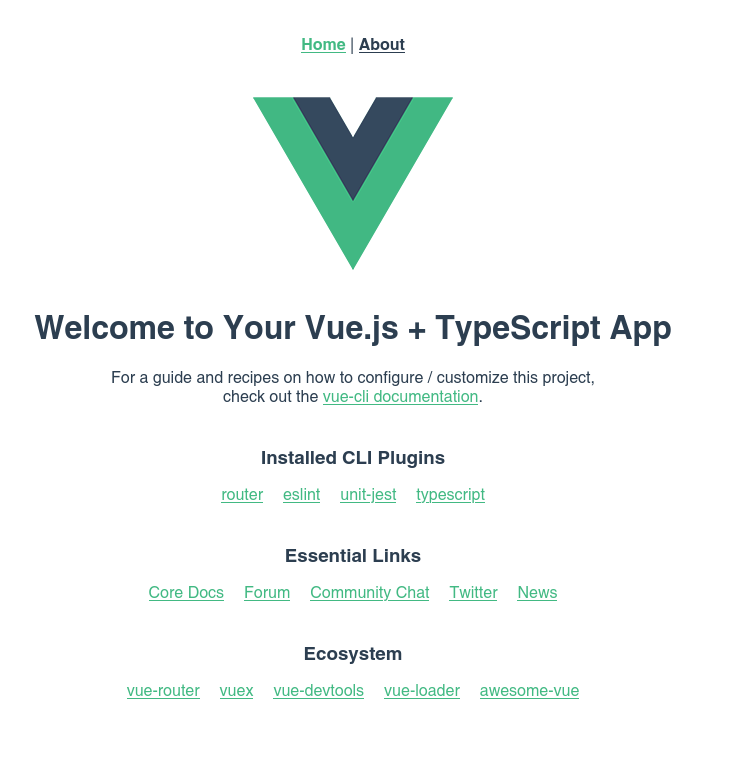 Home | About
Welcome to Your Vue.js + TypeScript App
For a guide and recipes on how to configure / customize this project,
check out the vue-cli documentation.
Installed CLI Plugins
router eslint unit-jest typescript
Essential Links
Core Docs Forum Community Chat Twitter News
Ecosystem
vue-router vuex vue-devtools vue-loader awesome-vue